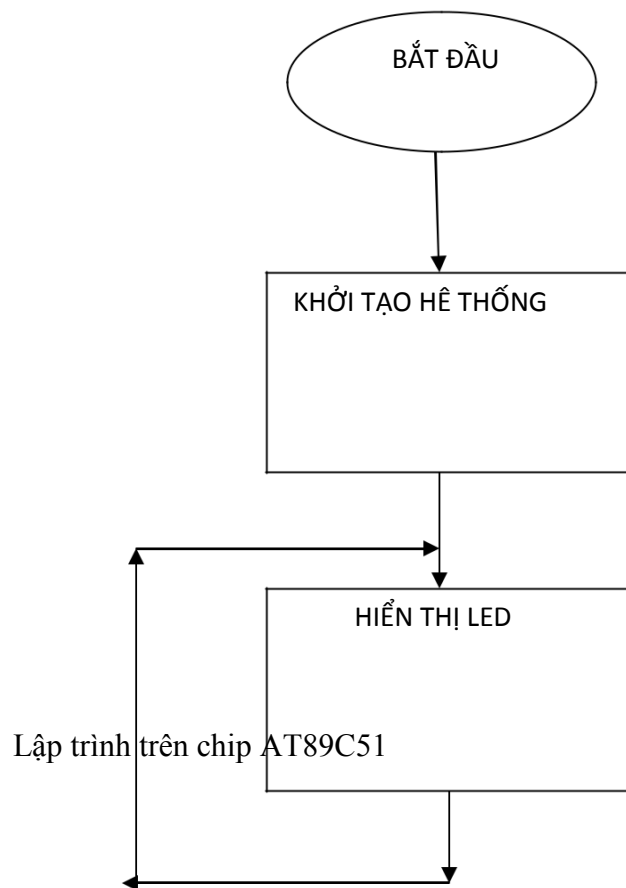 BẮT ĐẦU
KHỞI TẠO HÊ THỐNG
HIỂN THỊ LED
Lập trình trên chip AT89C51